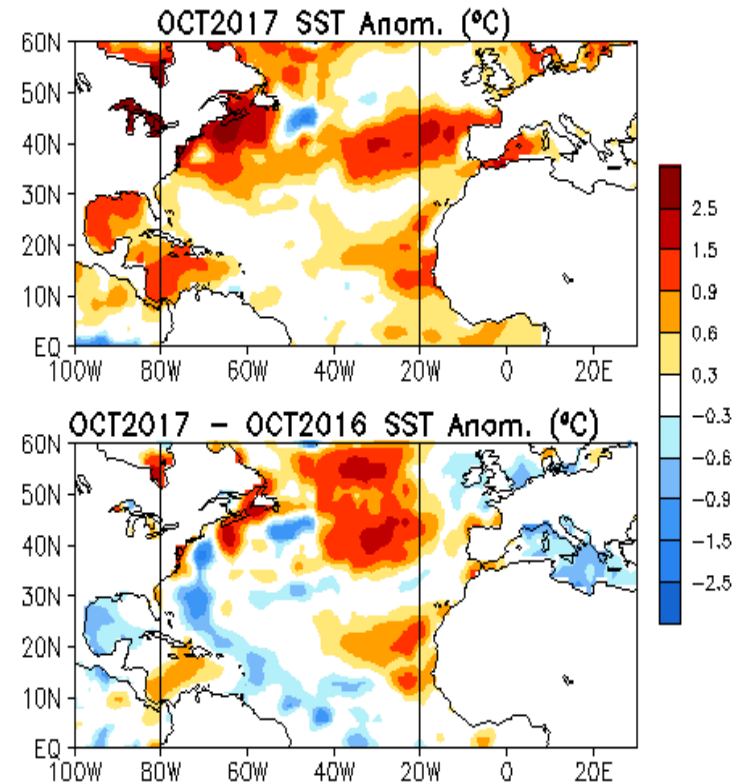 OCT2017 SST Anom. (ºC)
60N
50N
40N
30N
20N
10N
EQ
100W 80W 60W 40W 20W 0 20E
2.5
1.5
0.9
0.6
0.3
-0.3
-0.6
-0.9
-1.5
-2.5
OCT2017 - OCT2016 SST Anom. (ºC)
60N
50N
40N
30N
20N
10N
EQ
100W 80W 60W 40W 20W 0 20E